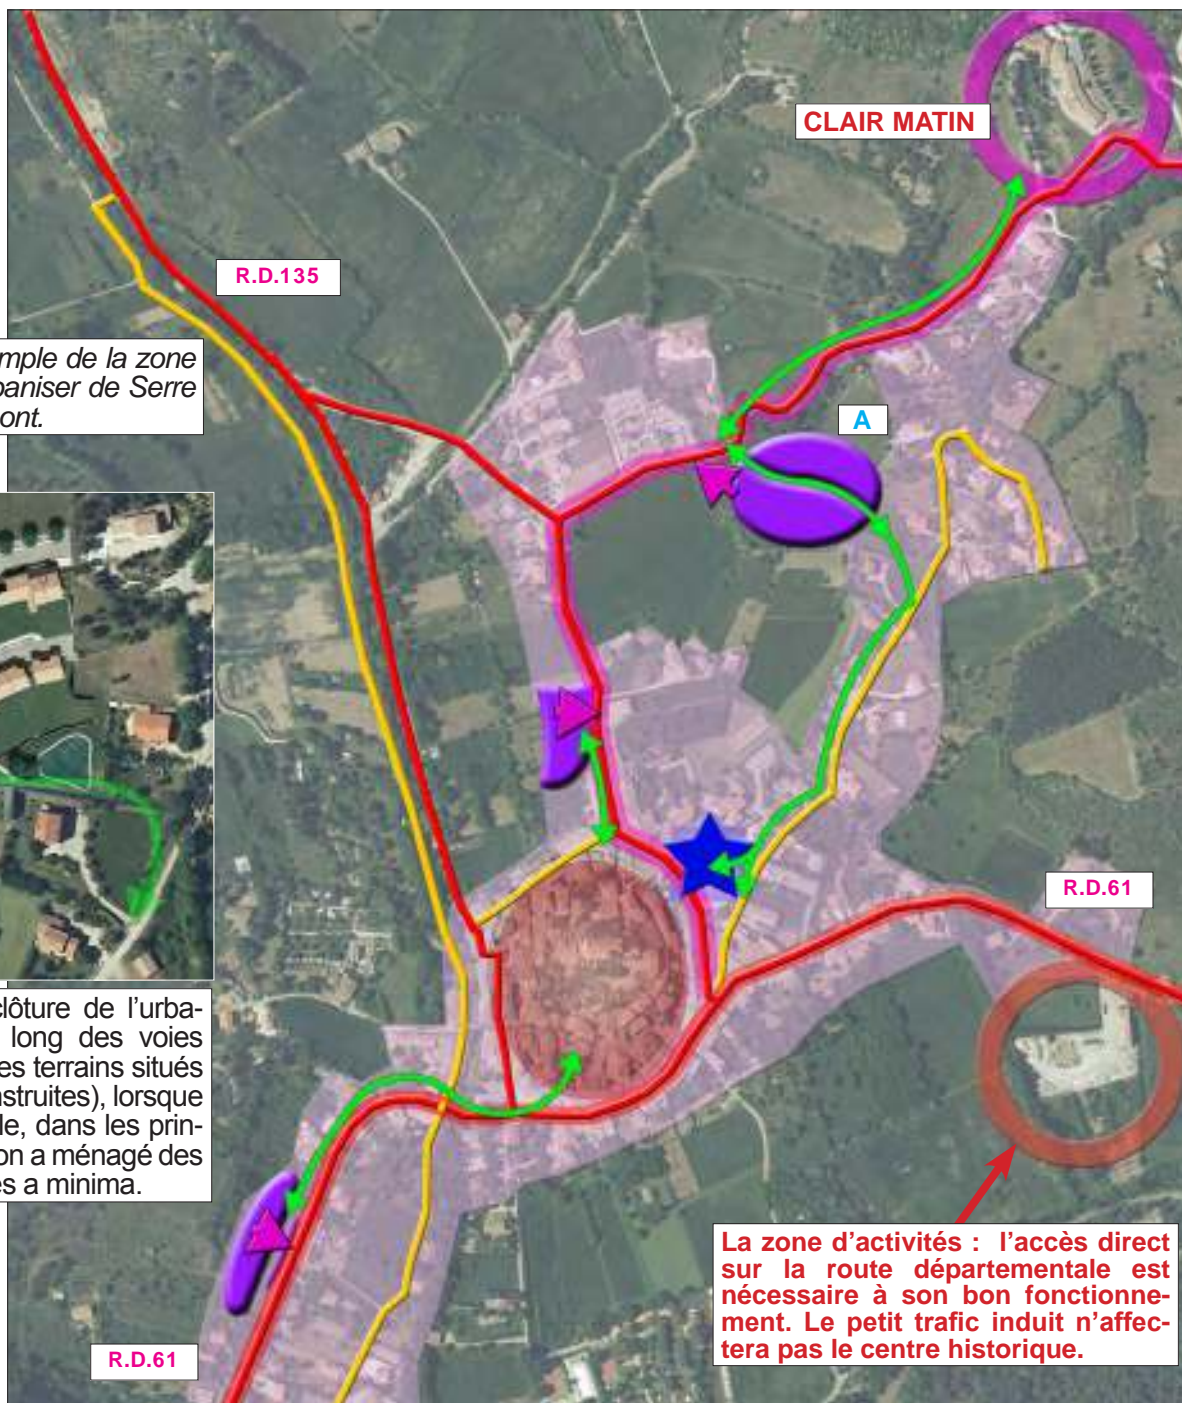 CLAIR MATIN
R.D.135
mple de la zone
baniser de Serre
ont.
A
R.D.61
clôture de l'urba-
long des voies
es terrains situés
nstruites), lorsque
le, dans les prin-
on a ménagé des
es a minima.
La zone d'activités : l'accès direct
sur la route départementale est
nécessaire à son bon fonctionne-
ment. Le petit trafic induit n'affec-
tera pas le centre historique.
R.D.61